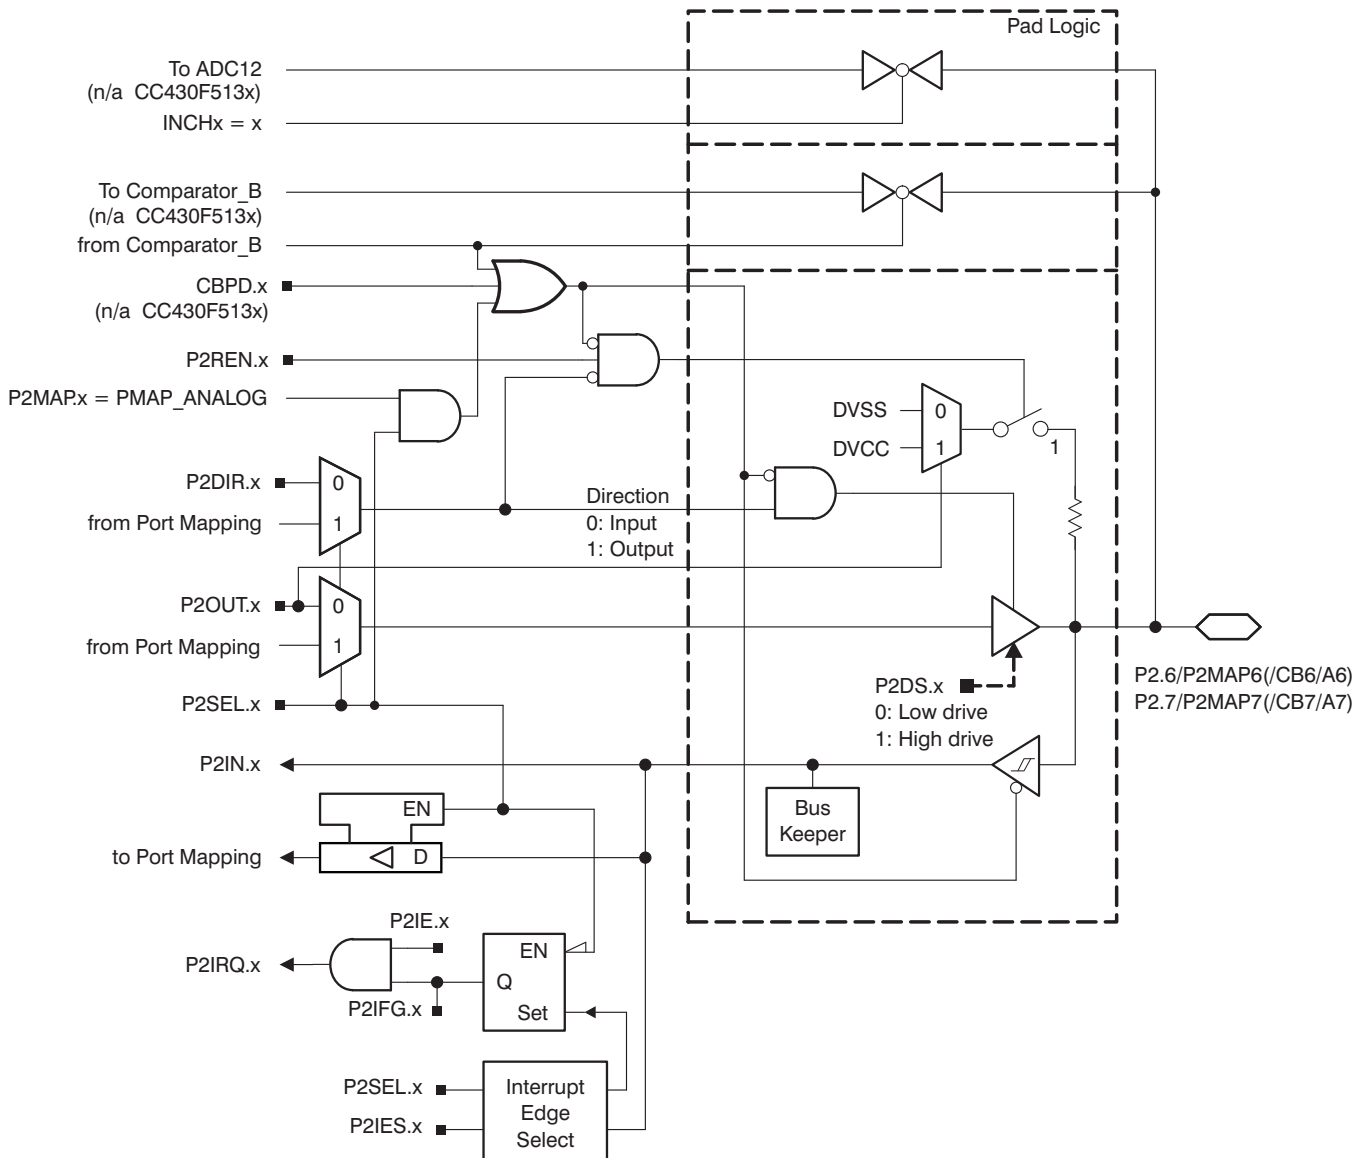 Pad Logic
To ADC12
(n/a CC430F513x)
INCHx = x
To Comparator_B
(n/a CC430F513x)
from Comparator_B
CBPD.x
(n/a CC430F513x)
P2REN.x
P2MAP.x = PMAP_ANALOG
DVSS
0
DVCC
1
1
P2DIR.x
0
from Port Mapping
1
Direction
0: Input
1: Output
P2OUT.x
0
from Port Mapping
1
P2SEL.x
P2DS.x
0: Low drive
1: High drive
P2.6/P2MAP6(/CB6/A6)
P2.7/P2MAP7(/CB7/A7)
P2IN.x
Bus
Keeper
EN
to Port Mapping
D
P2IE.x
P2IRQ.x
EN
Q
P2IFG.x
Set
P2SEL.x
P2IES.x
Interrupt
Edge
Select